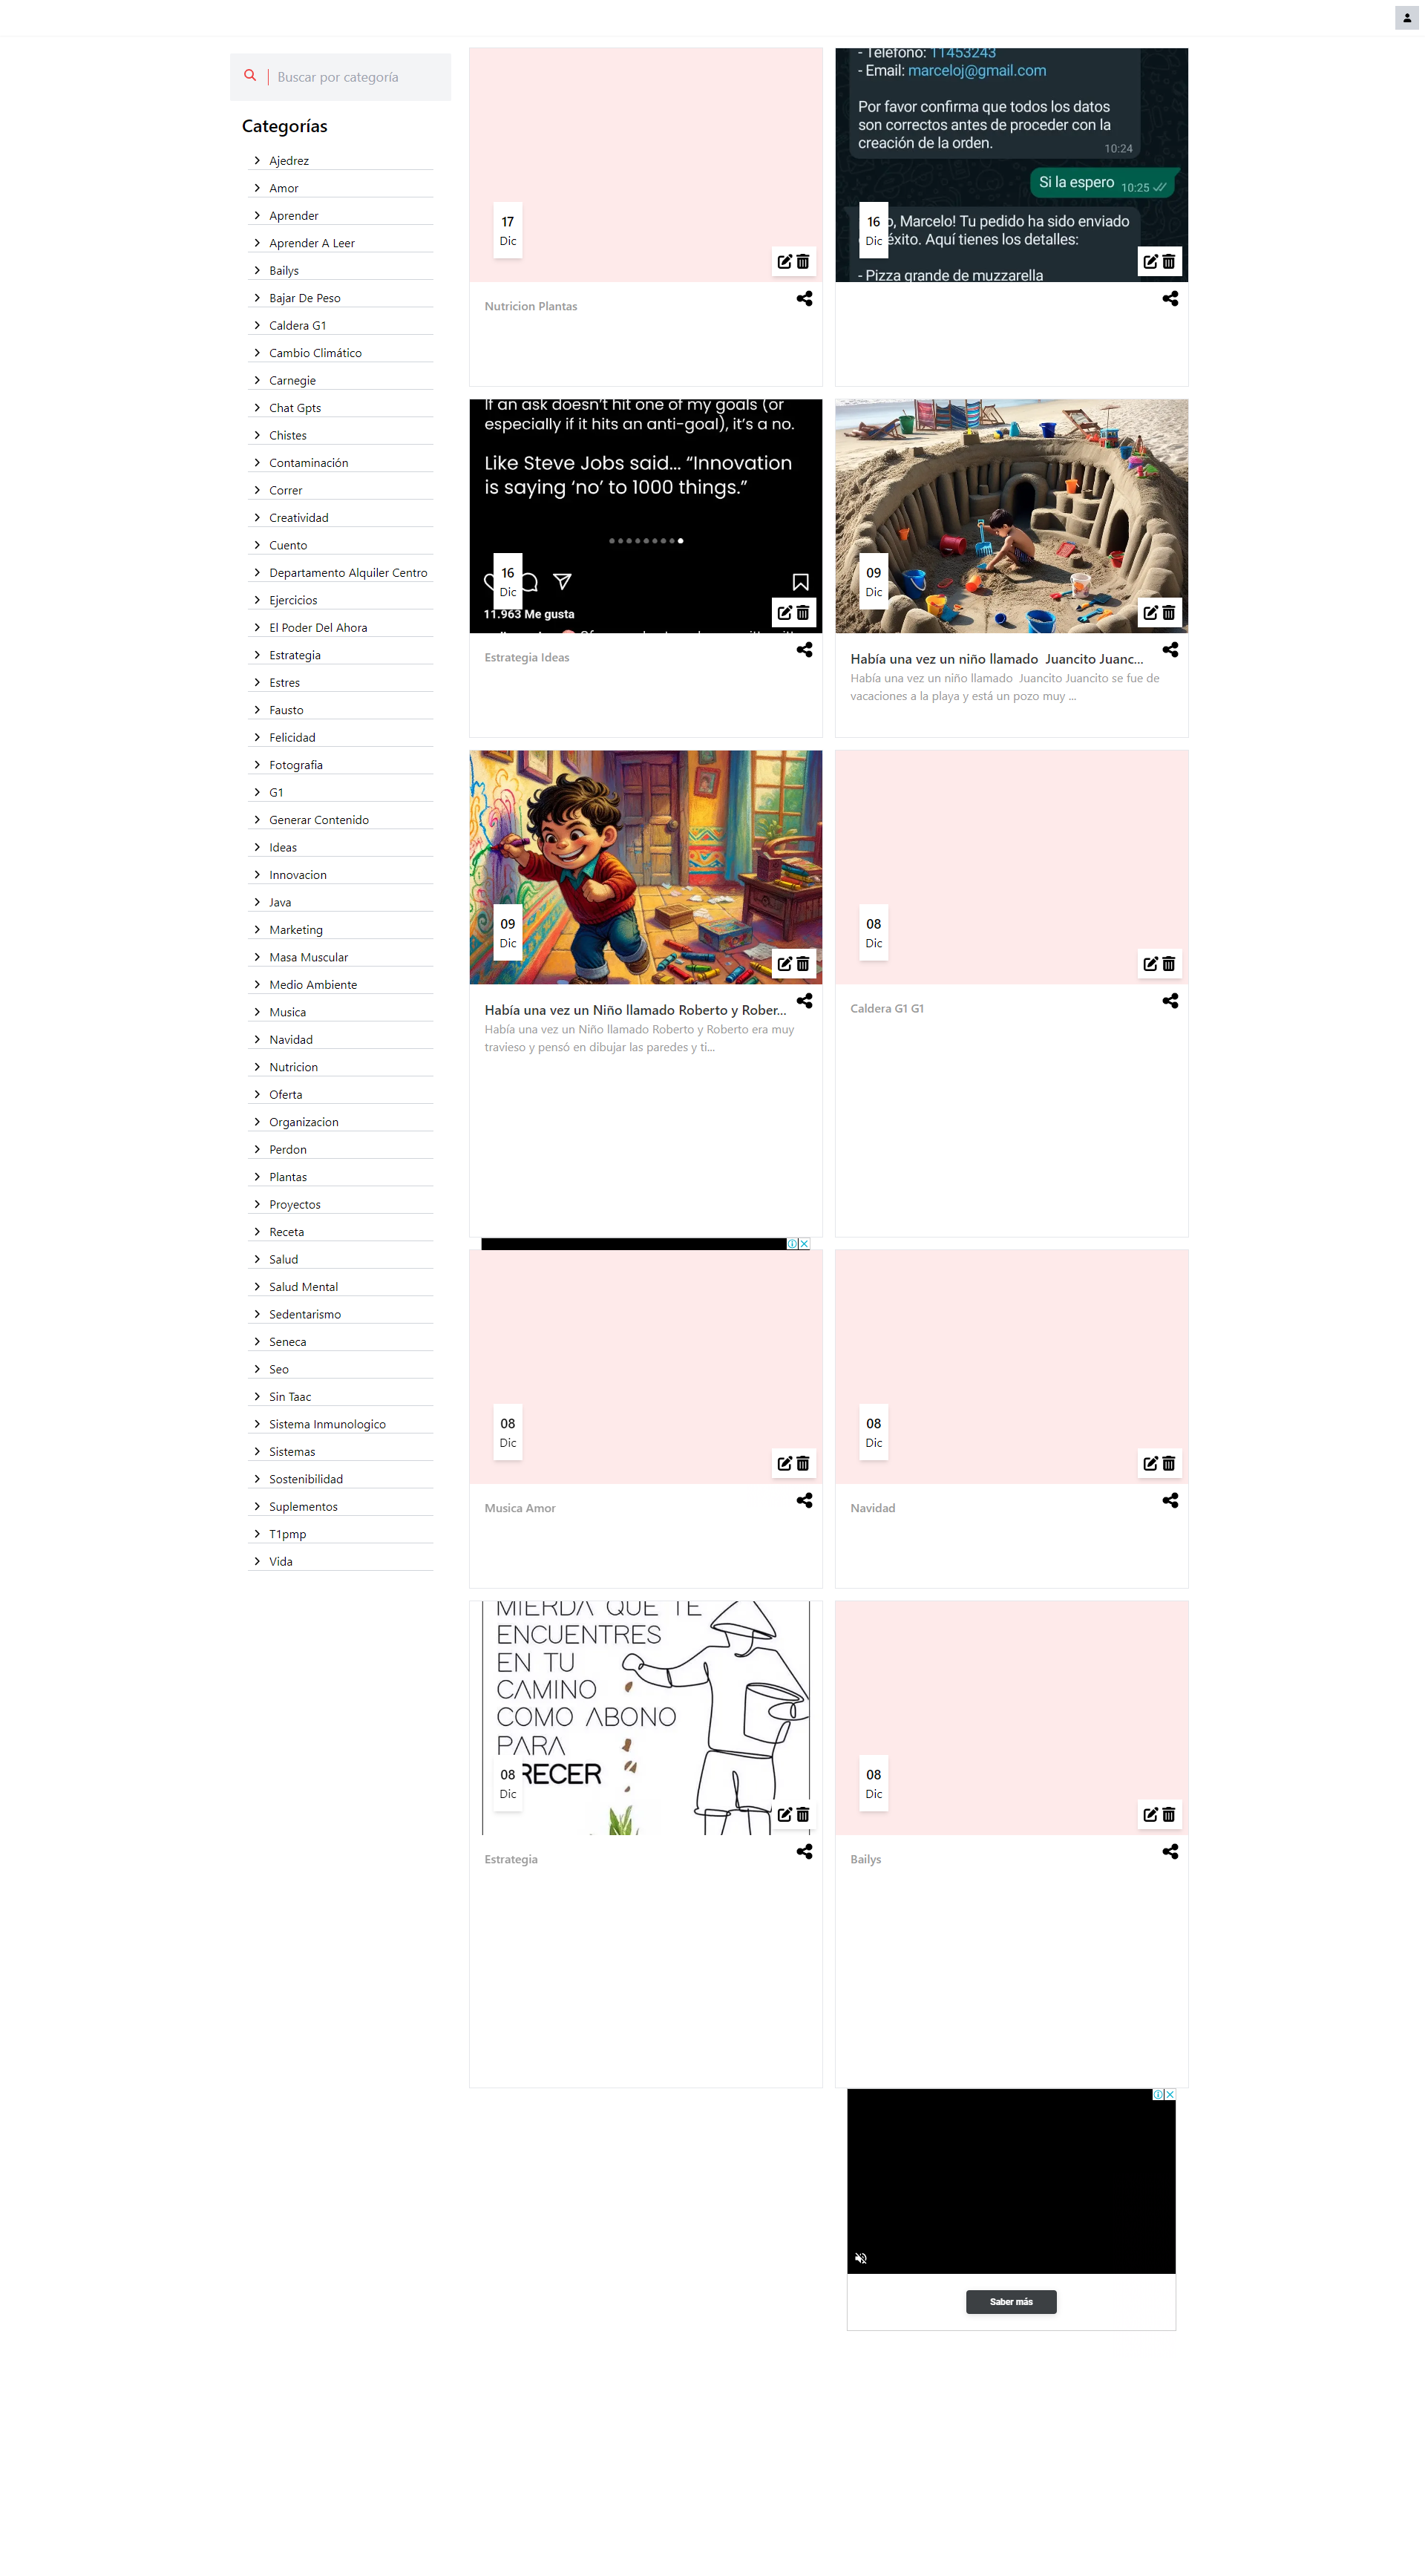 Buscar por categoría
Categorías
Ajedrez
Amor
Aprender
Aprender A Leer
Bailys
Bajar De Peso
Caldera G1
Cambio Climático
Carnegie
Chat Gpts
Chistes
Contaminación
Correr
Creatividad
Cuento
Departamento Alquiler Centro
Ejercicios
El Poder Del Ahora
Estrategia
Estres
Fausto
Felicidad
Fotografia
G1
Generar Contenido
Ideas
Innovacion
Java
Marketing
Masa Muscular
Medio Ambiente
Musica
Navidad
Nutricion
Oferta
Organizacion
Perdon
Plantas
Proyectos
Receta
Salud
Salud Mental
Sedentarismo
Seneca
Seo
Sin Taac
Sistema Inmunologico
Sistemas
Sostenibilidad
Suplementos
T1pmp
Vida
17
Dic
Nutricion Plantas
- Telefono: 11453243
- Email: marceloj@gmail.com
Por favor confirma que todos los datos
son correctos antes de proceder con la
creación de la orden.
10:24
Si la espero 10:25
o, Marcelo! Tu pedido ha sido enviado
éxito. Aquí tienes los detalles:
- Pizza grande de muzzarella
16
Dic
If an ask doesn't hit one of my goals (or
especially if it hits an anti-goal), it's a no.
Like Steve Jobs said... “Innovation
is saying ‘no’ to 1000 things.”
16
Dic
11.963 Me gusta
Estrategia Ideas
09
Dic
Había una vez un niño llamado Juancito Juanc...
Había una vez un niño llamado Juancito Juancito se fue de
vacaciones a la playa y está un pozo muy ...
09
Dic
Había una vez un Niño llamado Roberto y Rober...
Había una vez un Niño llamado Roberto y Roberto era muy
travieso y pensó en dibujar las paredes y ti...
08
Dic
Caldera G1 G1
08
Dic
Musica Amor
08
Dic
Navidad
MIERDA QUE TE
ENCUENTRES
EN TU
CAMINO
COMO ABONO
PARA
RECER
08
Dic
Estrategia
08
Dic
Bailys
Saber más